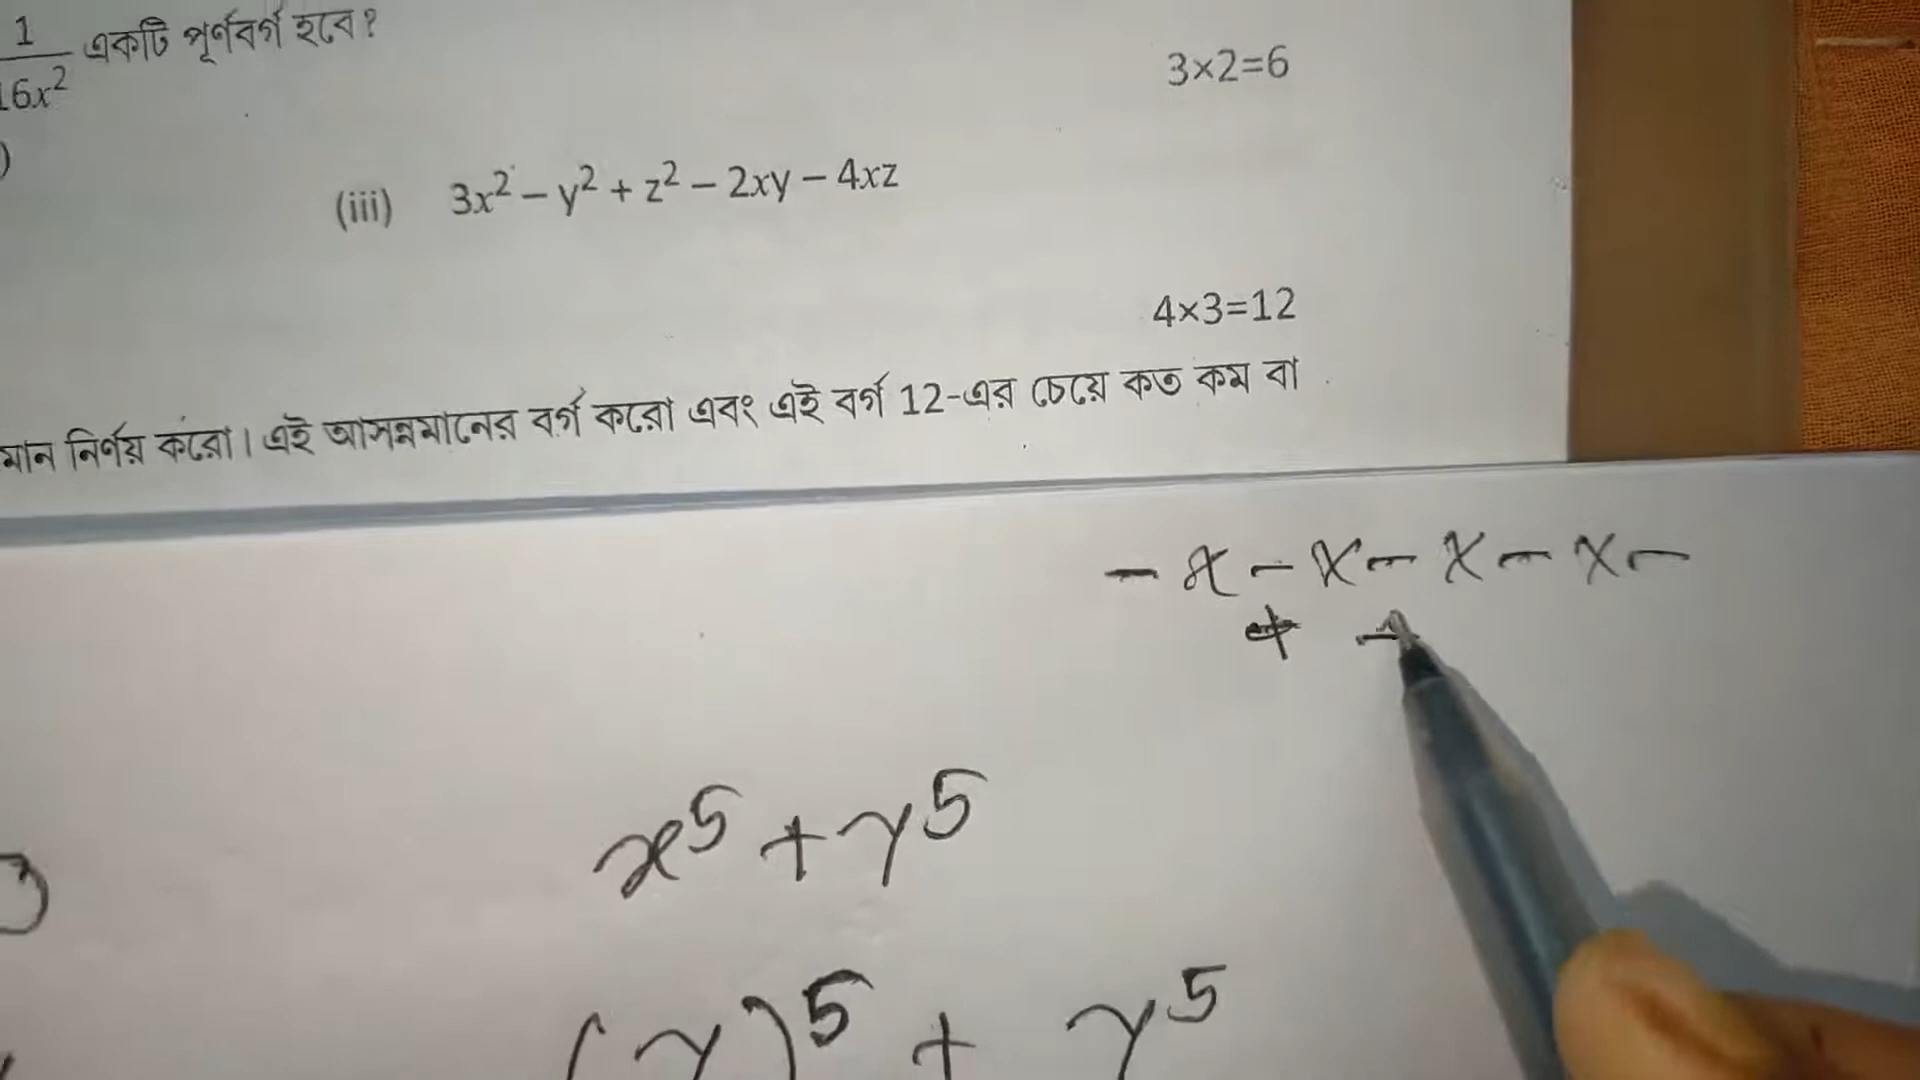 1
16x² একটি পূর্ণবর্গ হবে?
3×2=6
)
(iii) 3x² – y² + z² – 2xy – 4xz
4×3=12
মান নির্ণয় করো। এই আসন্নমানের বর্গ করো এবং এই বর্গ 12-এর চেয়ে কত কম বা
– x – x – x – x –
+ –
x⁵ + y⁵
( y )⁵ + y⁵